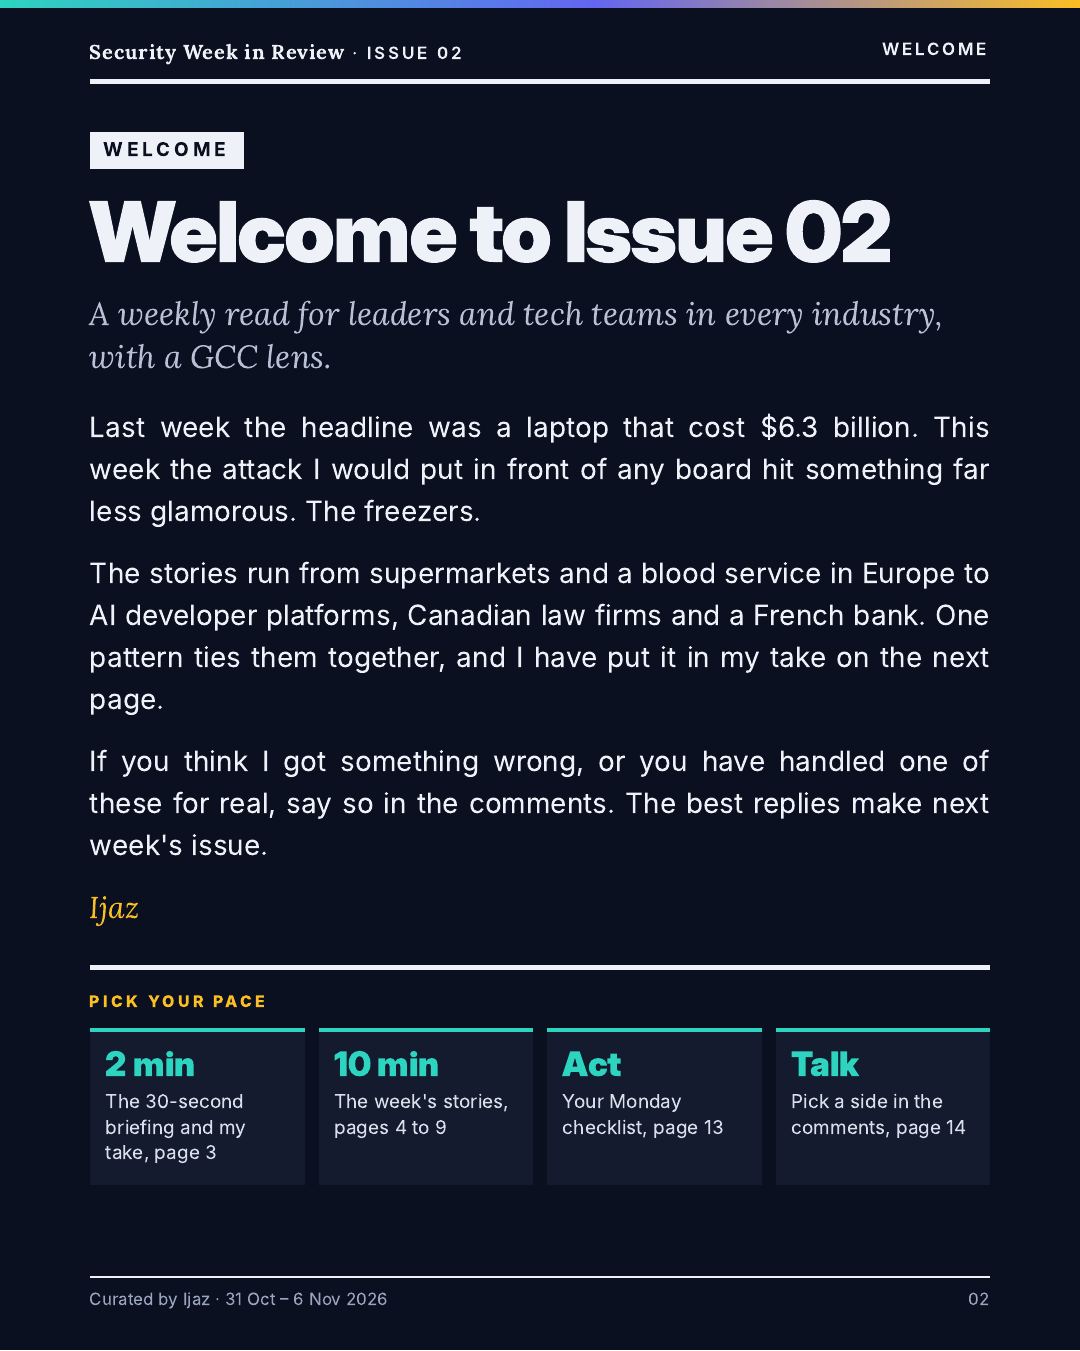 Security Week in Review · ISSUE 02
WELCOME
WELCOME
Welcome to Issue 02
A weekly read for leaders and tech teams in every industry,
with a GCC lens.
Last week the headline was a laptop that cost $6.3 billion. This
week the attack I would put in front of any board hit something far
less glamorous. The freezers.
The stories run from supermarkets and a blood service in Europe to
AI developer platforms, Canadian law firms and a French bank. One
pattern ties them together, and I have put it in my take on the next
page.
If you think I got something wrong, or you have handled one of
these for real, say so in the comments. The best replies make next
week's issue.
Ijaz
PICK YOUR PACE
2 min
The 30-second
briefing and my
take, page 3
10 min
The week's stories,
pages 4 to 9
Act
Your Monday
checklist, page 13
Talk
Pick a side in the
comments, page 14
Curated by Ijaz · 31 Oct – 6 Nov 2026
02